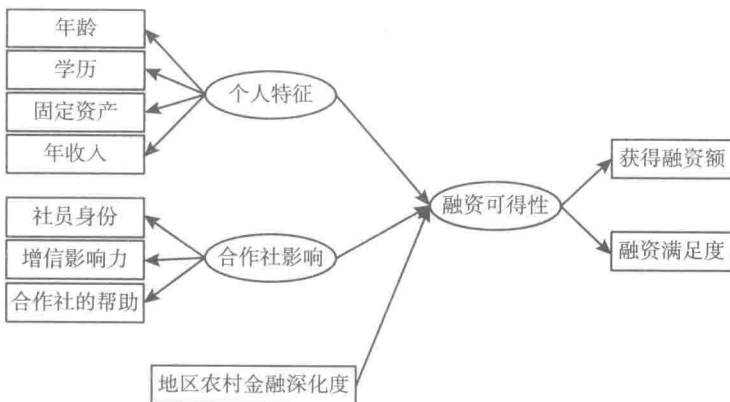 年龄
学历
固定资产
年收入
个人特征
社员身份
增信影响力
合作社的帮助
合作社影响
地区农村金融深化度
融资可得性
获得融资额
融资满足度